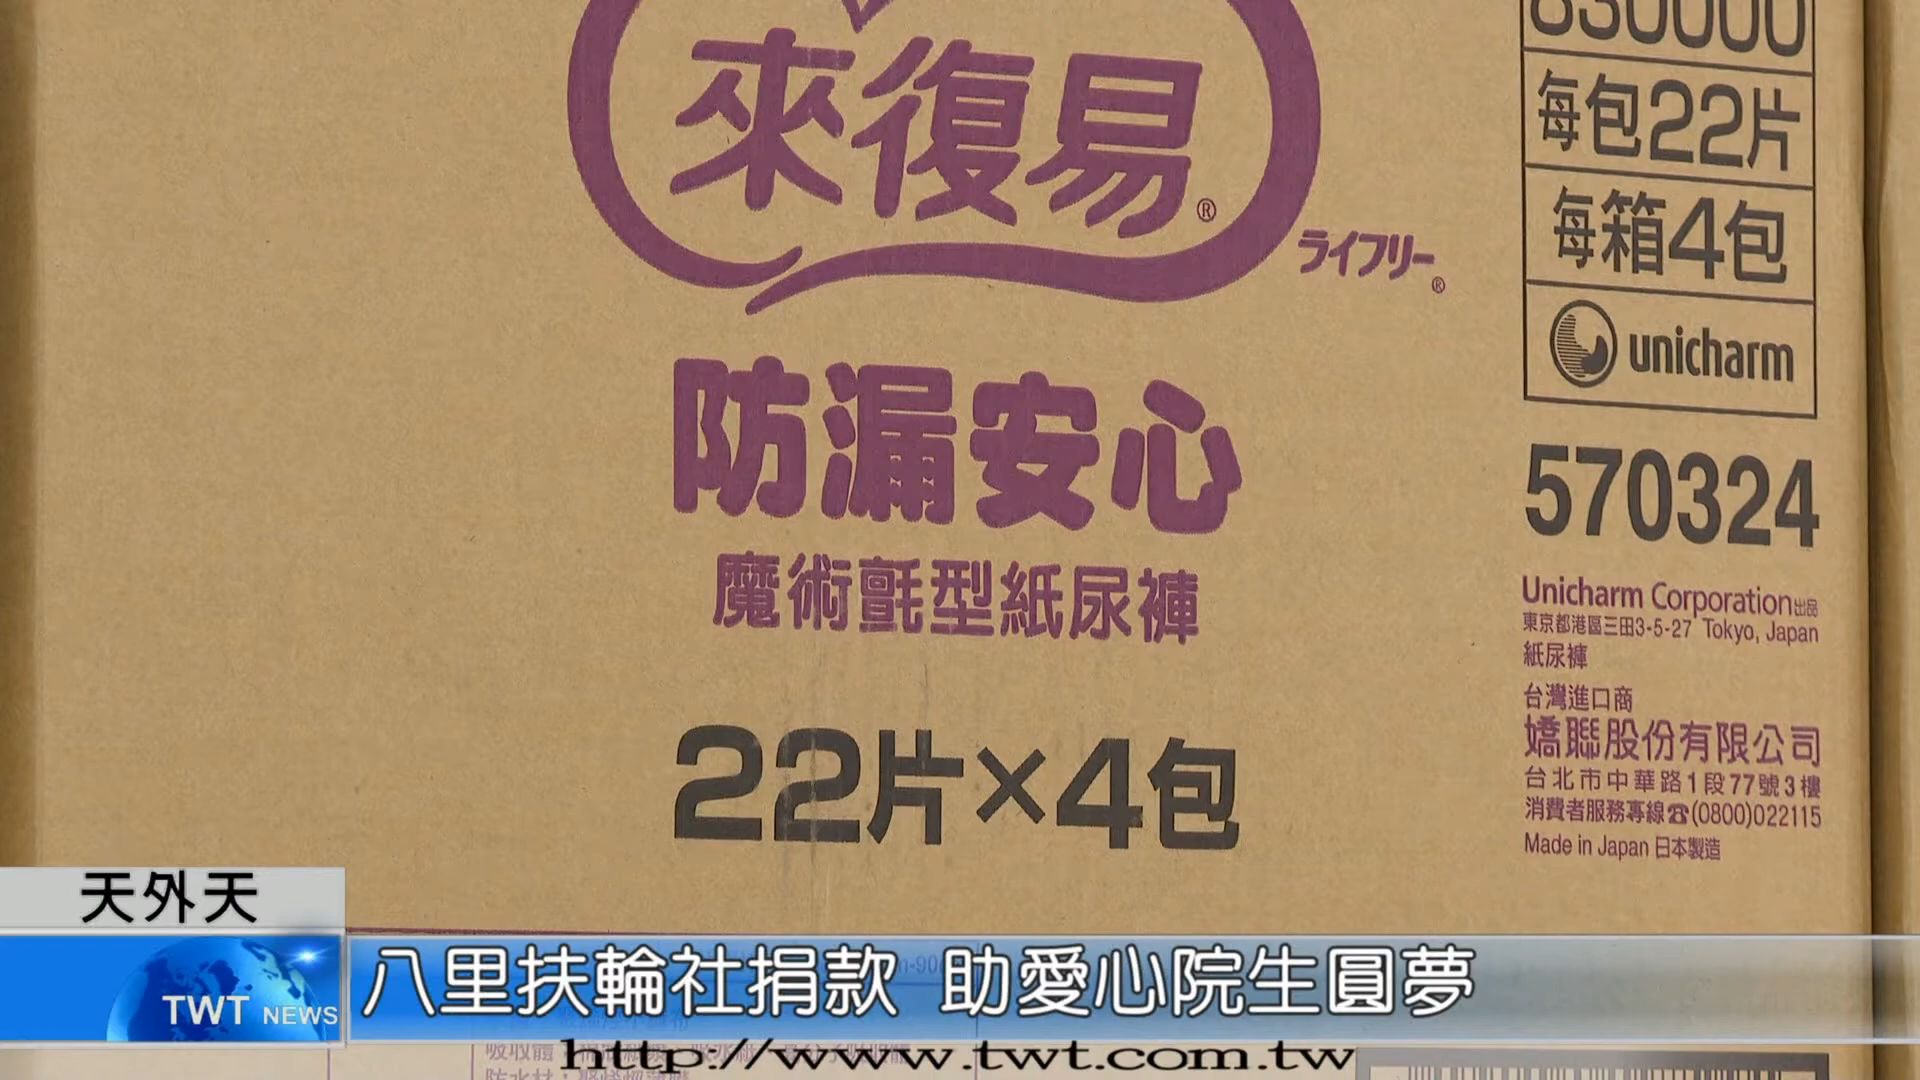 來復易®
ライフリー®
防漏安心
魔術氈型紙尿褲
22片×4包
830000
每包22片
每箱4包
unicharm
570324
Unicharm Corporation出品
東京都港區三田3-5-27 Tokyo, Japan
紙尿褲
台灣進口商
嬌聯股份有限公司
台北市中華路1段77號3樓
消費者服務專線☎(0800)022115
Made in Japan 日本製造
天外天
TWT NEWS
八里扶輪社捐款 助愛心院生圓夢
http://www.twt.com.tw